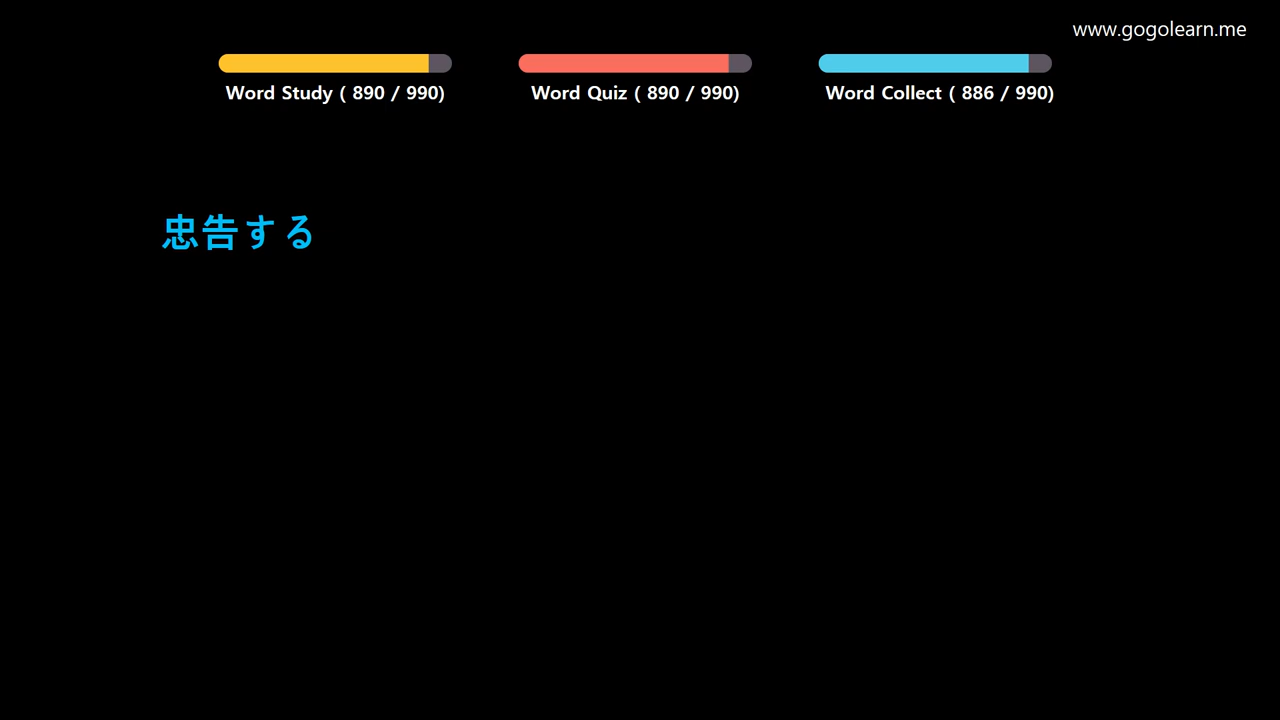 www.gogolearn.me
Word Study ( 890 / 990)
Word Quiz ( 890 / 990)
Word Collect ( 886 / 990)
忠告する